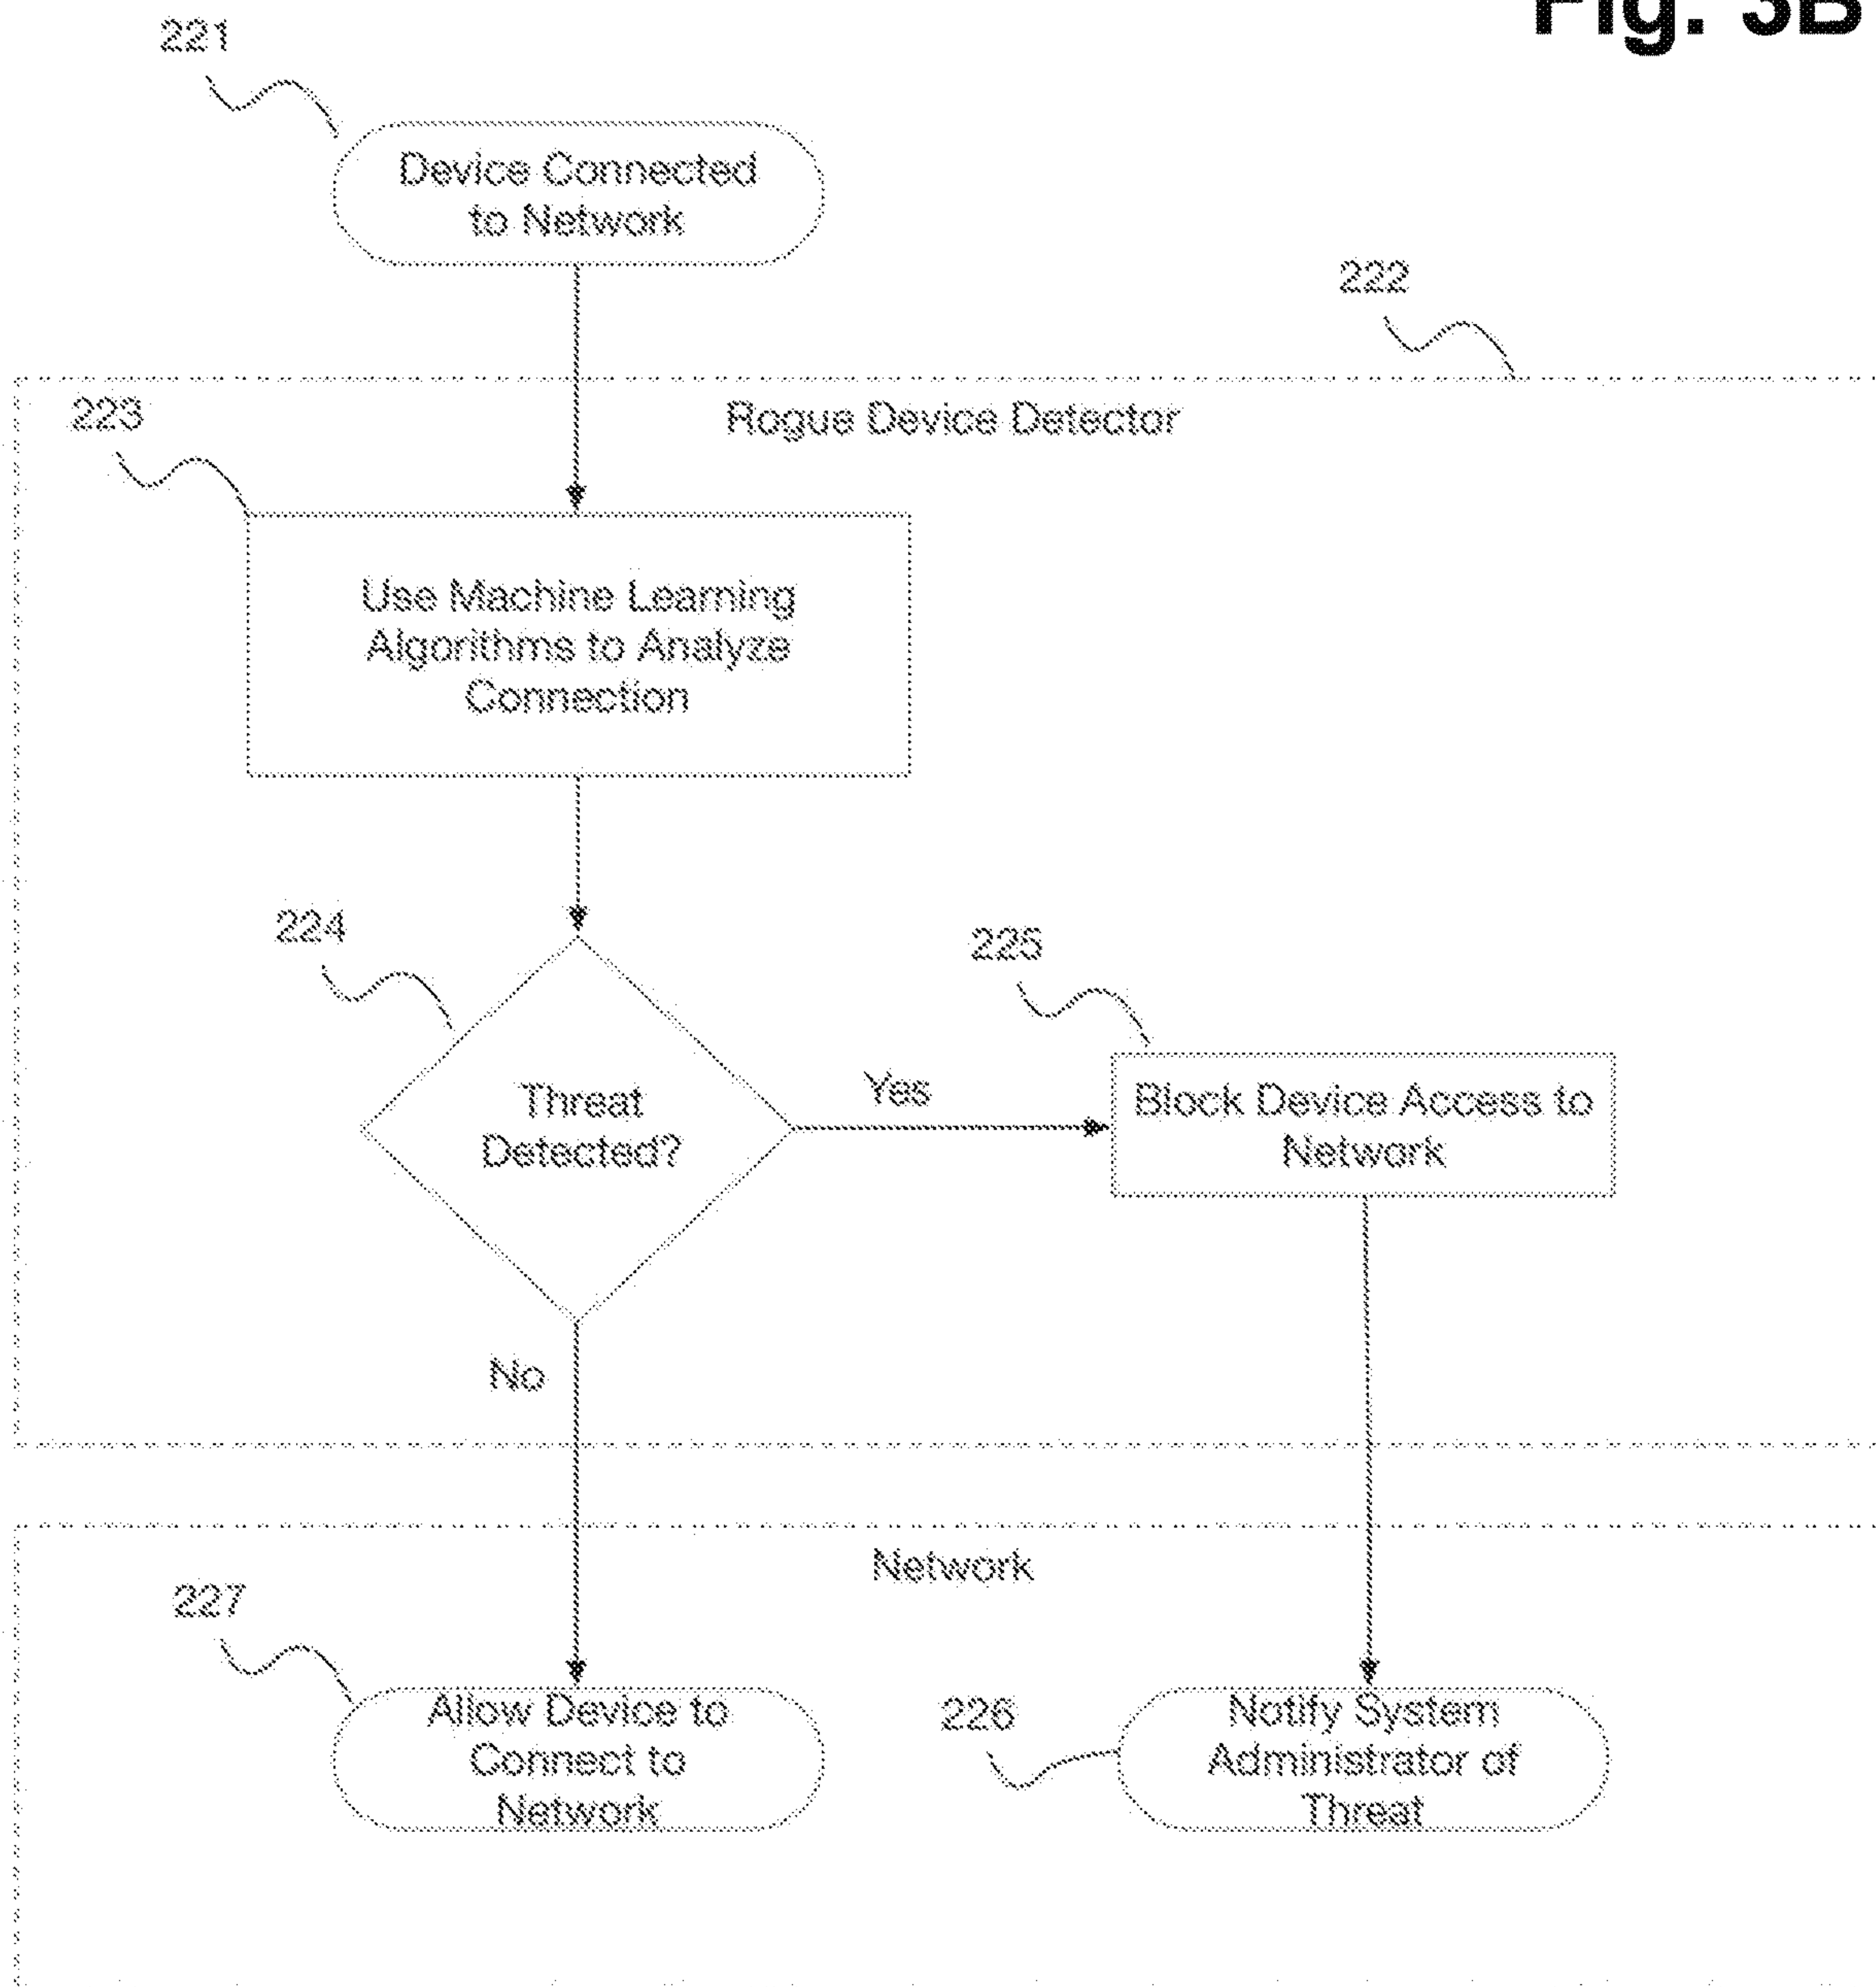 Fig. 3B
221
Device Connected
to Network
222
223
Rogue Device Detector
Use Machine Learning
Algorithms to Analyze
Connection
224
225
Threat
Detected?
Yes
Block Device Access to
Network
No
Network
227
Allow Device to
Connect to
Network
226
Notify System
Administrator of
Threat